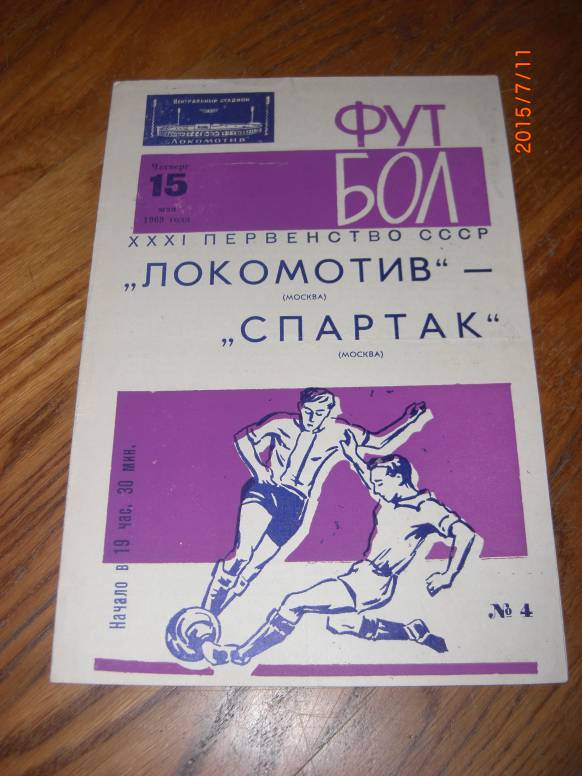 2015/7/11
ЦЕНТРАЛЬНЫЙ СТАДИОН
"ЛОКОМОТИВ"
ФУТ
БОЛ
Четверг
15
мая
1969 года
XXXI ПЕРВЕНСТВО СССР
„ЛОКОМОТИВ“ —
(МОСКВА)
„СПАРТАК“
(МОСКВА)
Начало в 19 час. 30 мин.
№ 4